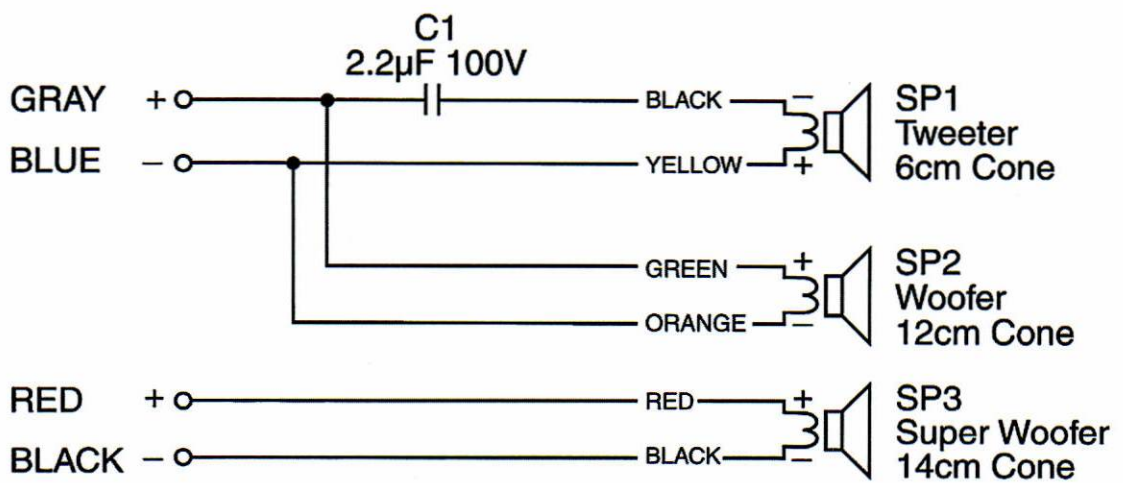 C1
2.2µF 100V
GRAY + BLACK − SP1
Tweeter
BLUE − YELLOW + 6cm Cone
GREEN + SP2
Woofer
ORANGE − 12cm Cone
RED + RED + SP3
Super Woofer
BLACK − BLACK − 14cm Cone